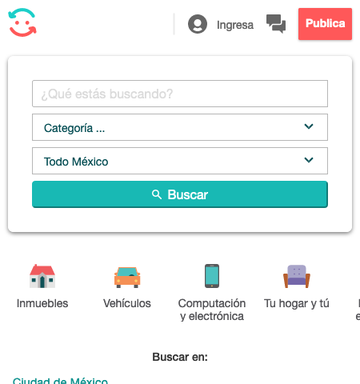 Ingresa
Publica
¿Qué estás buscando?
Categoría ...
Todo México
Buscar
Inmuebles
Vehículos
Computación
y electrónica
Tu hogar y tú
Buscar en:
Ciudad de México